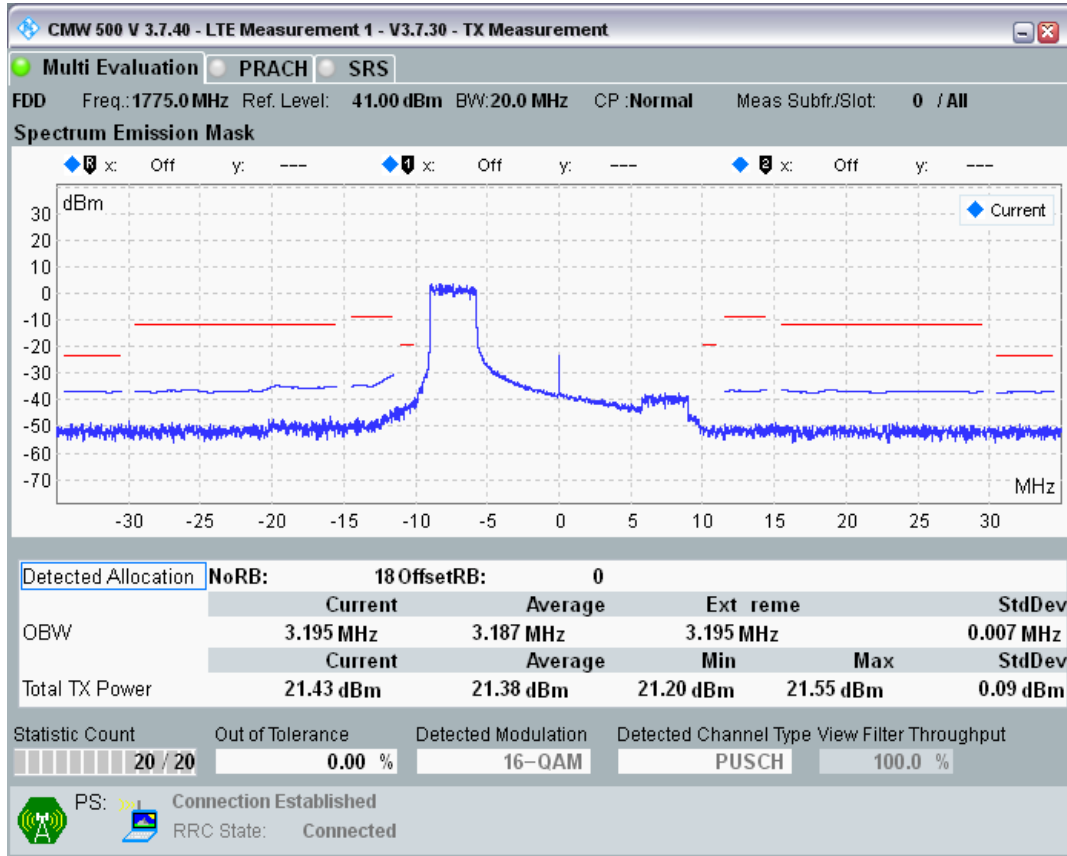 CMW 500 V 3.7.40 - LTE Measurement 1 - V3.7.30 - TX Measurement
Multi Evaluation PRACH SRS
FDD Freq.: 1775.0 MHz Ref. Level: 41.00 dBm BW: 20.0 MHz CP : Normal Meas Subfr./Slot: 0 / All
Spectrum Emission Mask
R x: Off y: --- 1 x: Off y: --- 2 x: Off y: ---
dBm
Current
30
20
10
0
-10
-20
-30
-40
-50
-60
-70
MHz
-30 -25 -20 -15 -10 -5 0 5 10 15 20 25 30
Detected Allocation NoRB: 18 OffsetRB: 0
Current Average Ext reme StdDev
OBW 3.195 MHz 3.187 MHz 3.195 MHz 0.007 MHz
Current Average Min Max StdDev
Total TX Power 21.43 dBm 21.38 dBm 21.20 dBm 21.55 dBm 0.09 dBm
Statistic Count Out of Tolerance Detected Modulation Detected Channel Type View Filter Throughput
20 / 20 0.00 % 16-QAM PUSCH 100.0 %
PS: Connection Established
RRC State: Connected